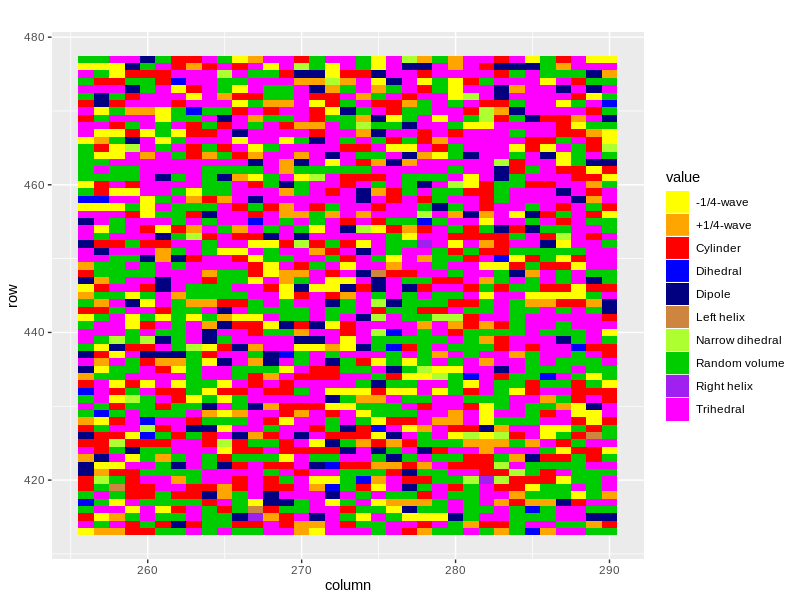 480
460
440
420
row
260
270
280
290
column
value
-1/4-wave
+1/4-wave
Cylinder
Dihedral
Dipole
Left helix
Narrow dihedral
Random volume
Right helix
Trihedral